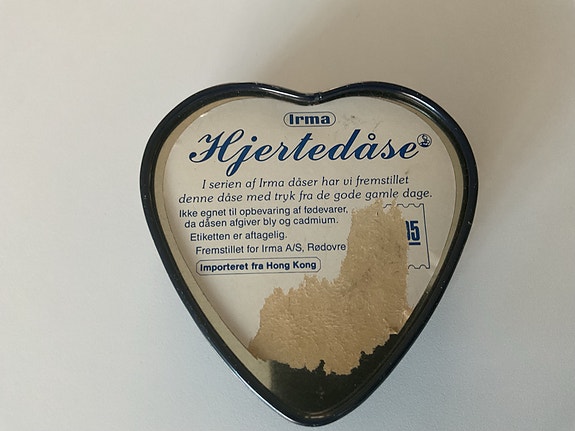 Irma
Hjertedåse
I serien af Irma dåser har vi fremstillet
denne dåse med tryk fra de gode gamle dage.
Ikke egnet til opbevaring af fødevarer,
da dåsen afgiver bly og cadmium.
Etiketten er aftagelig.
Fremstillet for Irma A/S, Rødovre
Importeret fra Hong Kong
95